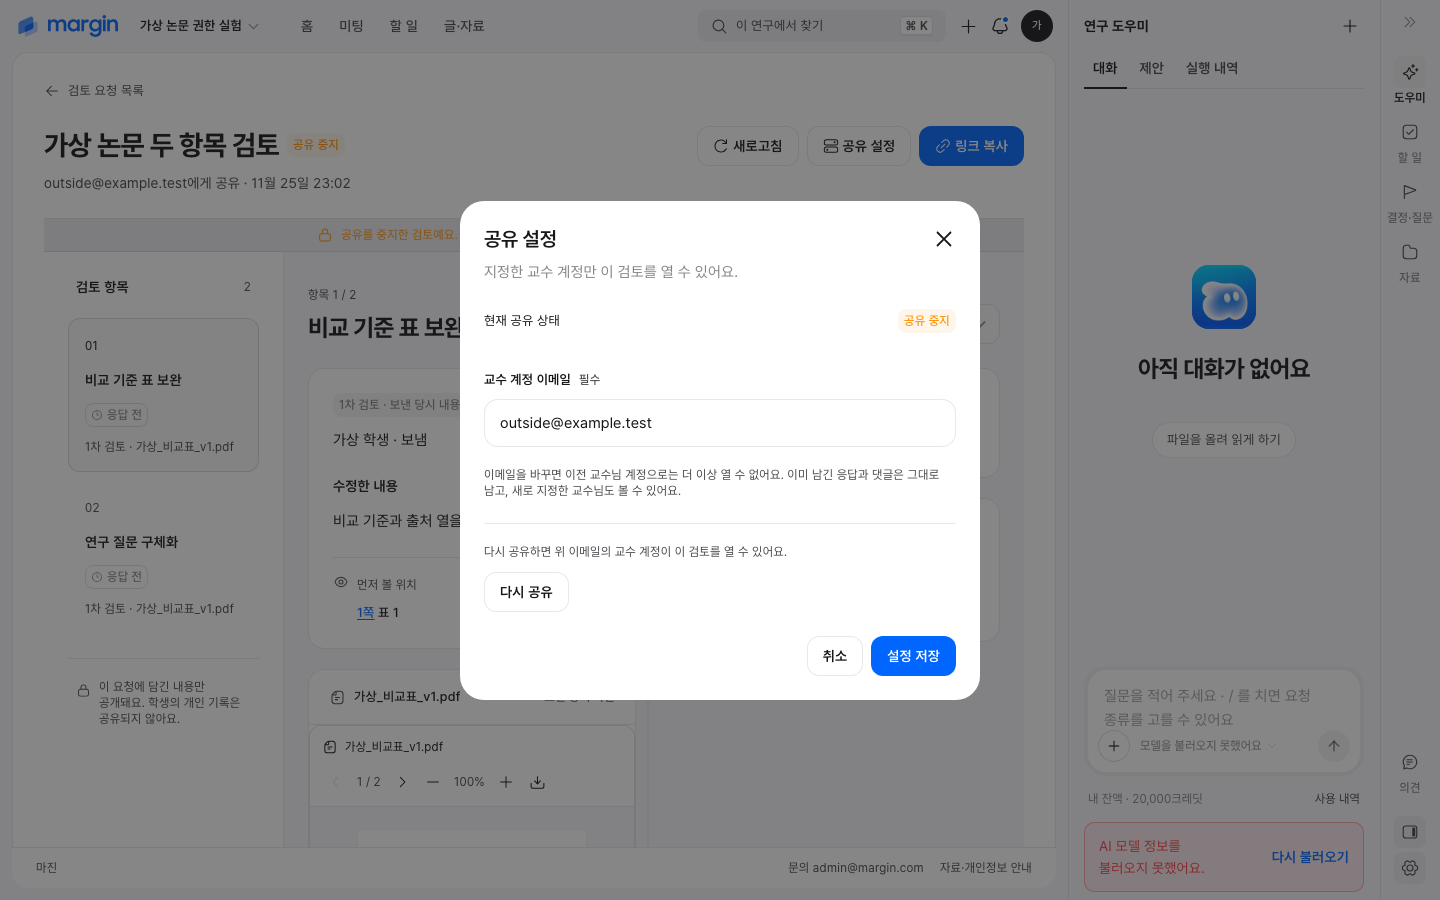 margin
가상 논문 권한 실험
홈
미팅
할 일
글·자료
이 연구에서 찾기
⌘ K
가
연구 도우미
대화
제안
실행 내역
검토 요청 목록
가상 논문 두 항목 검토
공유 중지
새로고침
공유 설정
링크 복사
outside@example.test에게 공유 · 11월 25일 23:02
공유를 중지한 검토예요.
검토 항목
2
01
비교 기준 표 보완
응답 전
1차 검토 · 가상_비교표_v1.pdf
02
연구 질문 구체화
응답 전
1차 검토 · 가상_비교표_v1.pdf
이 요청에 담긴 내용만
공개돼요. 학생의 개인 기록은
공유되지 않아요.
항목 1 / 2
비교 기준 표 보완
1차 검토 · 보낸 당시 내용
가상 학생 · 보냄
수정한 내용
비교 기준과 출처 열을
먼저 볼 위치
1쪽 표 1
가상_비교표_v1.pdf
가상_비교표_v1.pdf
1 / 2
100%
공유 설정
지정한 교수 계정만 이 검토를 열 수 있어요.
현재 공유 상태
공유 중지
교수 계정 이메일 필수
outside@example.test
이메일을 바꾸면 이전 교수님 계정으로는 더 이상 열 수 없어요. 이미 남긴 응답과 댓글은 그대로
남고, 새로 지정한 교수님도 볼 수 있어요.
다시 공유하면 위 이메일의 교수 계정이 이 검토를 열 수 있어요.
다시 공유
취소
설정 저장
아직 대화가 없어요
파일을 올려 읽게 하기
질문을 적어 주세요 · / 를 치면 요청
종류를 고를 수 있어요
모델을 불러오지 못했어요
내 잔액 · 20,000크레딧
사용 내역
AI 모델 정보를
불러오지 못했어요.
다시 불러오기
도우미
할 일
결정·질문
자료
의견
마진
문의 admin@margin.com
자료·개인정보 안내